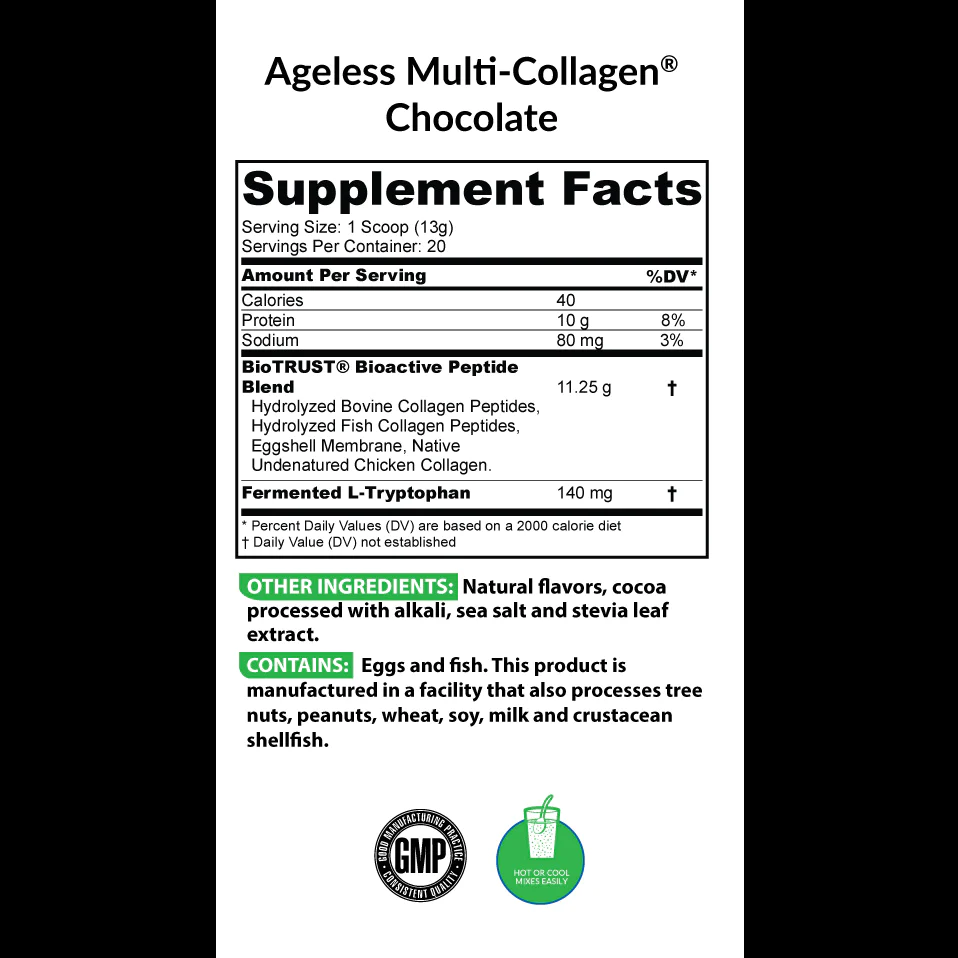 Ageless Multi-Collagen®
Chocolate
Supplement Facts
Serving Size: 1 Scoop (13g)
Servings Per Container: 20
Amount Per Serving %DV*
Calories 40
Protein 10 g 8%
Sodium 80 mg 3%
BioTRUST® Bioactive Peptide
Blend 11.25 g †
Hydrolyzed Bovine Collagen Peptides,
Hydrolyzed Fish Collagen Peptides,
Eggshell Membrane, Native
Undenatured Chicken Collagen.
Fermented L-Tryptophan 140 mg †
* Percent Daily Values (DV) are based on a 2000 calorie diet
† Daily Value (DV) not established
OTHER INGREDIENTS: Natural flavors, cocoa
processed with alkali, sea salt and stevia leaf
extract.
CONTAINS: Eggs and fish. This product is
manufactured in a facility that also processes tree
nuts, peanuts, wheat, soy, milk and crustacean
shellfish.
GOOD MANUFACTURING PRACTICE
GMP
CONSISTENT QUALITY
HOT OR COOL
MIXES EASILY